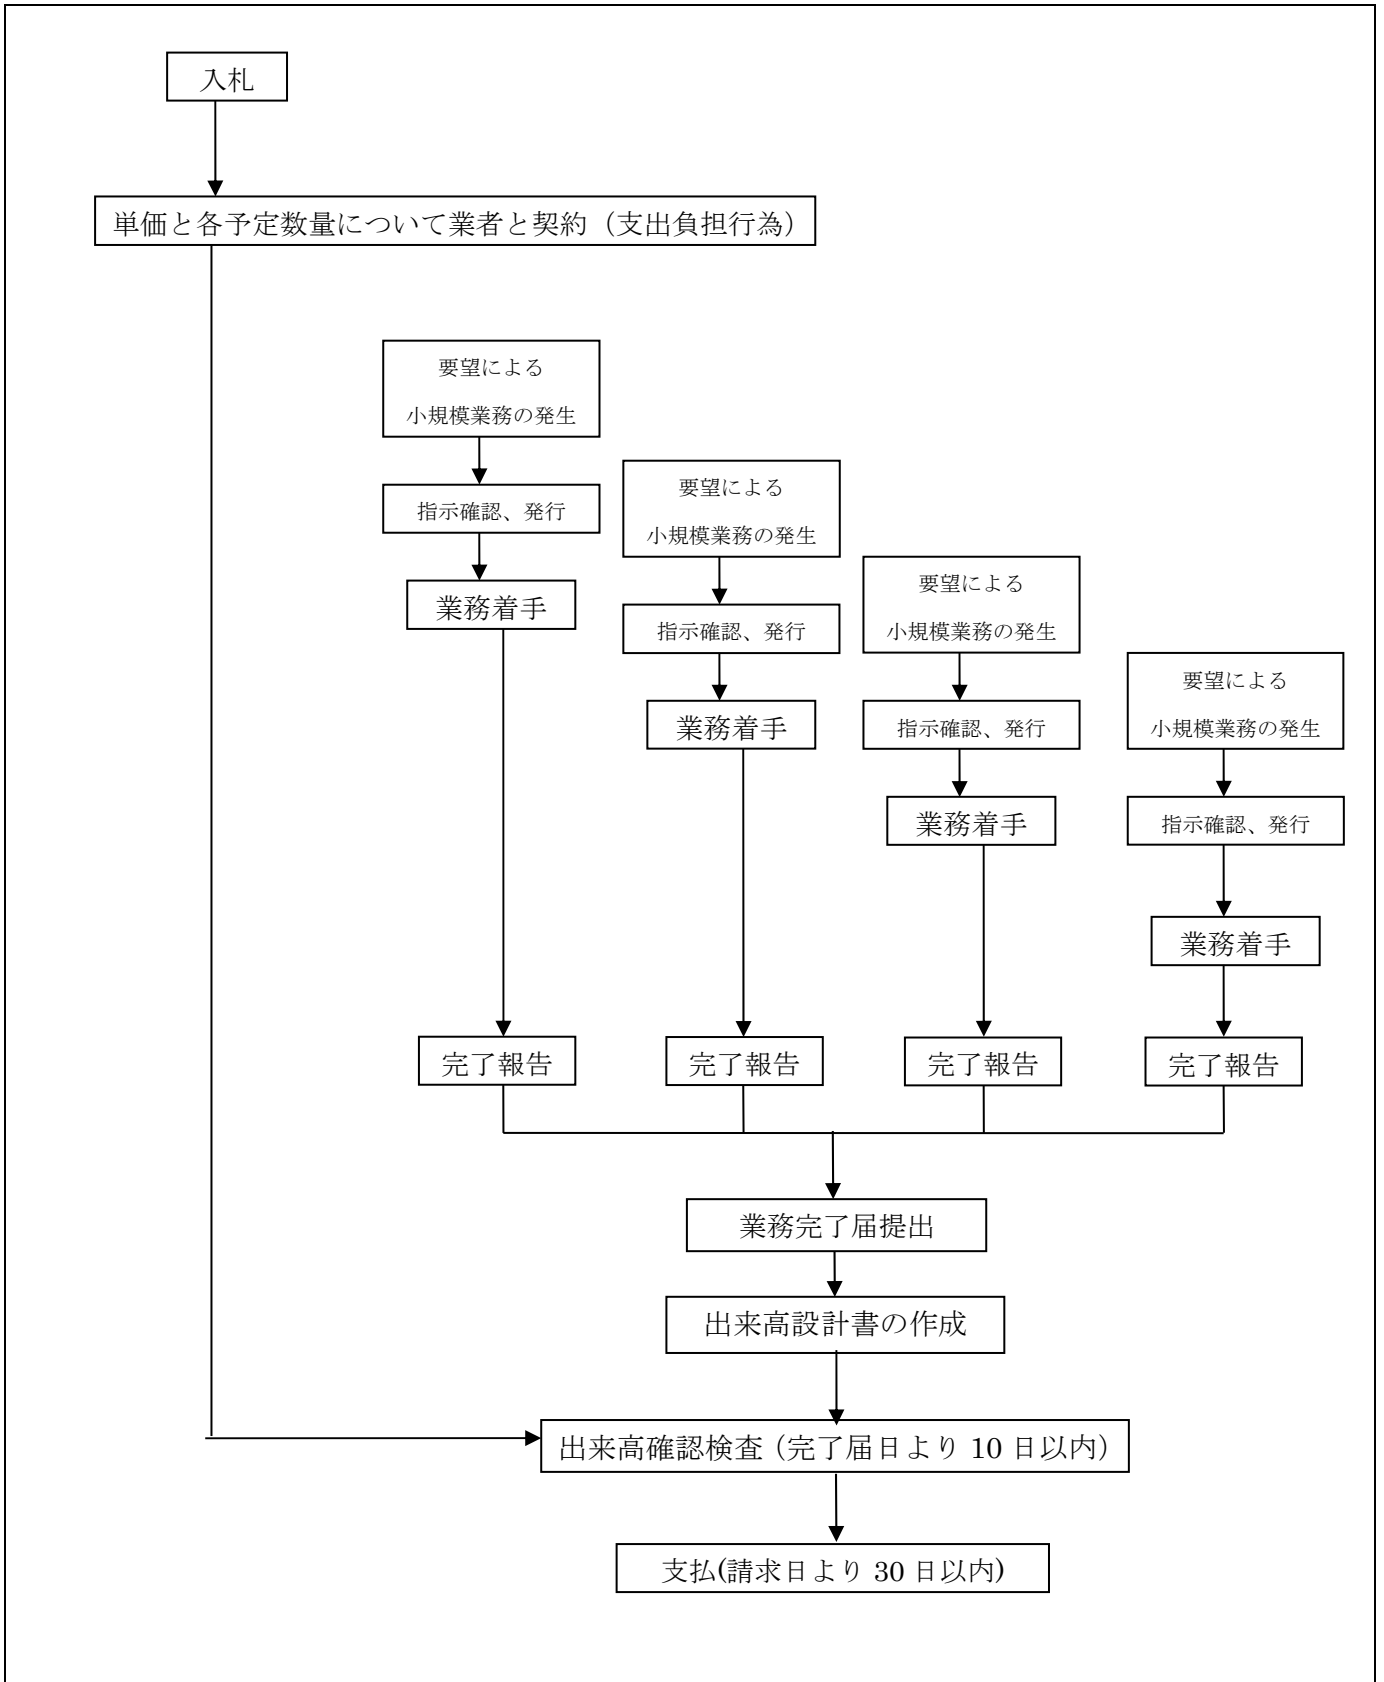 入札
単価と各予定数量について業者と契約（支出負担行為）
要望による
小規模業務の発生
指示確認、発行
業務着手
要望による
小規模業務の発生
指示確認、発行
業務着手
要望による
小規模業務の発生
指示確認、発行
業務着手
要望による
小規模業務の発生
指示確認、発行
業務着手
完了報告
完了報告
完了報告
完了報告
業務完了届提出
出来高設計書の作成
出来高確認検査（完了届日より 10 日以内）
支払(請求日より 30 日以内)